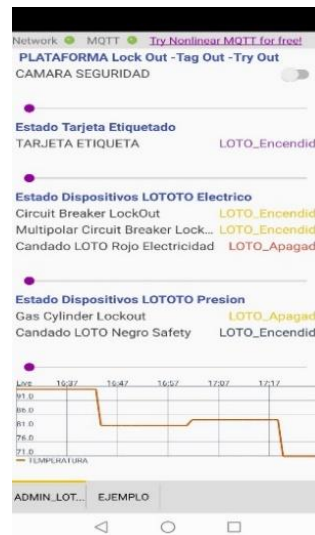 Network MQTT Try Nonlinear MQTT for free!
PLATAFORMA Lock Out -Tag Out -Try Out
CAMARA SEGURIDAD
Estado Tarjeta Etiquetado
TARJETA ETIQUETA LOTO_Encendid
Estado Dispositivos LOTOTO Electrico
Circuit Breaker LockOut LOTO_Encendid
Multipolar Circuit Breaker Lock... LOTO_Encendid
Candado LOTO Rojo Electricidad LOTO_Apagad
Estado Dispositivos LOTOTO Presion
Gas Cylinder Lockout LOTO_Apagad
Candado LOTO Negro Safety LOTO_Encendid
Live 16:37 16:47 16:57 17:07 17:17
91.0
86.0
81.0
76.0
71.0
TEMPERATURA
ADMIN_LOT... EJEMPLO